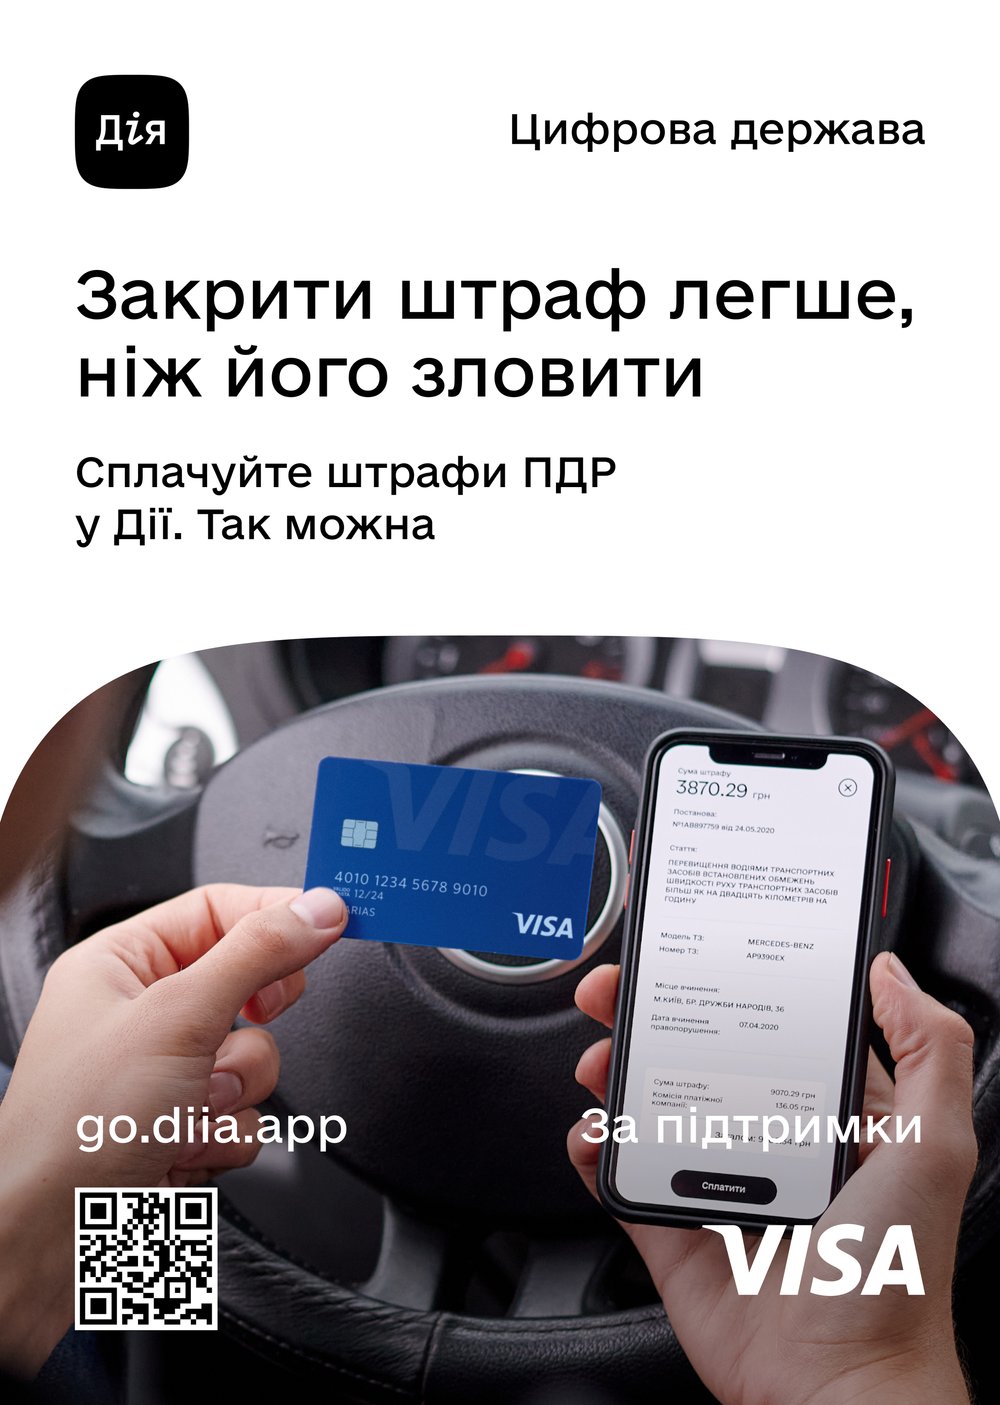 Дія
Цифрова держава
Закрити штраф легше,
ніж його зловити
Сплачуйте штрафи ПДР
у Дії. Так можна
VISA
4010 1234 5678 9010
12/24
VISA
Сума штрафу
3870.29 грн
Постанова:
№1АВ897759 від 24.05.2020
Стаття:
ПЕРЕВИЩЕННЯ ВОДІЯМИ ТРАНСПОРТНИХ
ЗАСОБІВ ВСТАНОВЛЕНИХ ОБМЕЖЕНЬ
ШВИДКОСТІ РУХУ ТРАНСПОРТНИХ ЗАСОБІВ
БІЛЬШ ЯК НА ДВАДЦЯТЬ КІЛОМЕТРІВ НА
ГОДИНУ
Модель ТЗ: MERCEDES-BENZ
Номер ТЗ: AP9390EX
Місце вчинення:
М.КИЇВ, БР. ДРУЖБИ НАРОДІВ, 36
Дата вчинення
правопорушення: 07.04.2020
Сума штрафу: 9070.29 грн
Комісія платіжної
компанії: 136.05 грн
Сплатити
go.diia.app
За підтримки
VISA